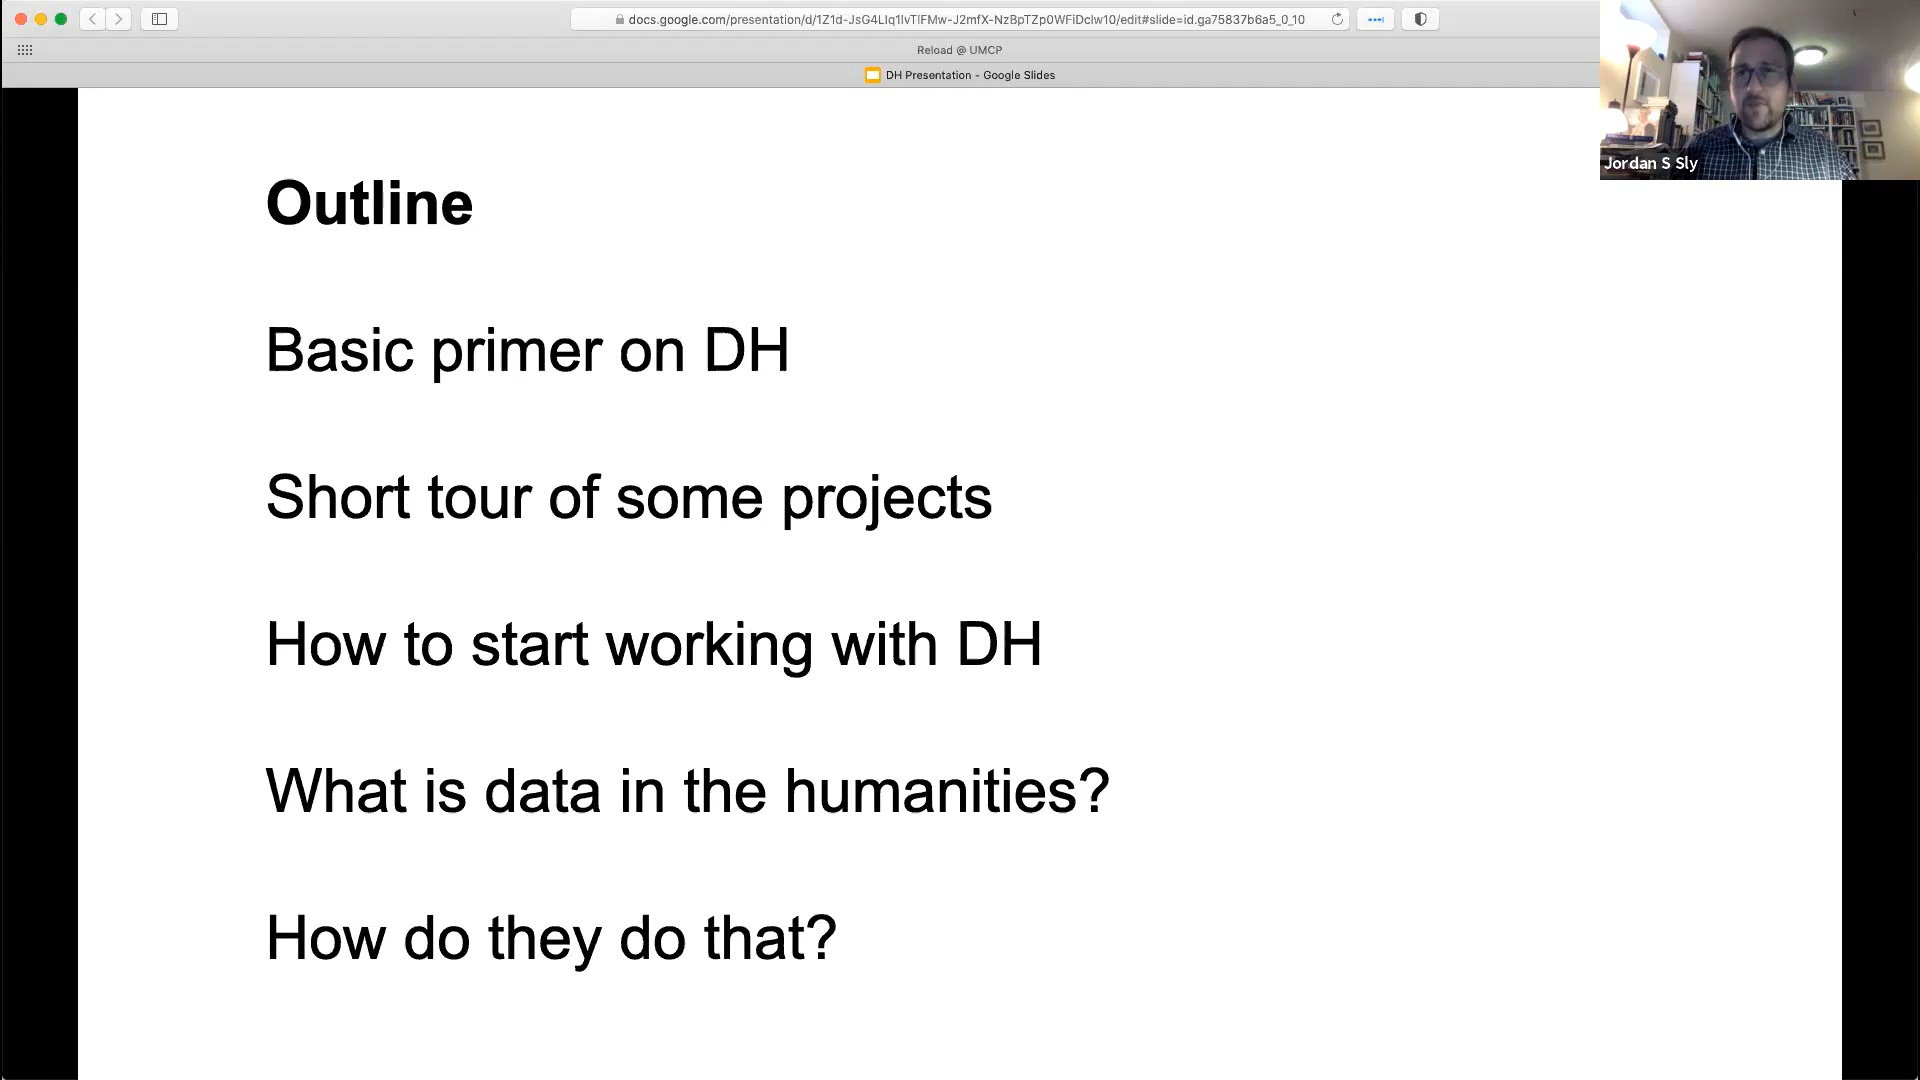 docs.google.com/presentation/d/1Z1d-JsG4LIq1IvTlFMw-J2mfX-NzBpTZp0WFiDclw10/edit#slide=id.ga75837b6a5_0_10
Reload @ UMCP
DH Presentation - Google Slides
Jordan S Sly
Outline
Basic primer on DH
Short tour of some projects
How to start working with DH
What is data in the humanities?
How do they do that?